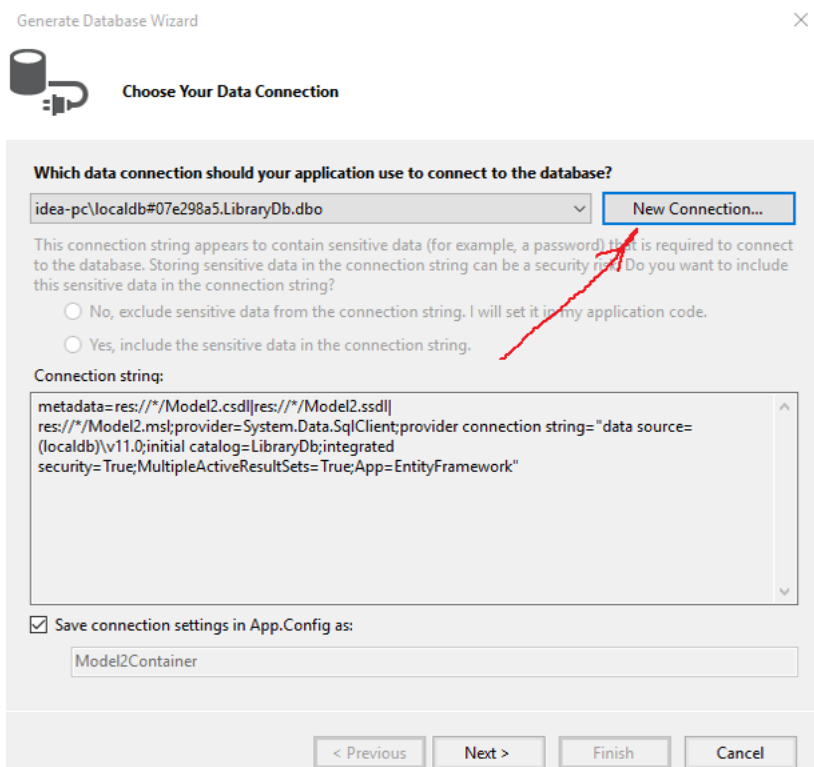 Generate Database Wizard
Choose Your Data Connection
Which data connection should your application use to connect to the database?
idea-pc\localdb#07e298a5.LibraryDb.dbo
New Connection...
This connection string appears to contain sensitive data (for example, a password) that is required to connect
to the database. Storing sensitive data in the connection string can be a security risk. Do you want to include
this sensitive data in the connection string?
No, exclude sensitive data from the connection string. I will set it in my application code.
Yes, include the sensitive data in the connection string.
Connection string:
metadata=res://*/Model2.csdl|res://*/Model2.ssdl|
res://*/Model2.msl;provider=System.Data.SqlClient;provider connection string="data source=
(localdb)\v11.0;initial catalog=LibraryDb;integrated
security=True;MultipleActiveResultSets=True;App=EntityFramework"
Save connection settings in App.Config as:
Model2Container
< Previous
Next >
Finish
Cancel